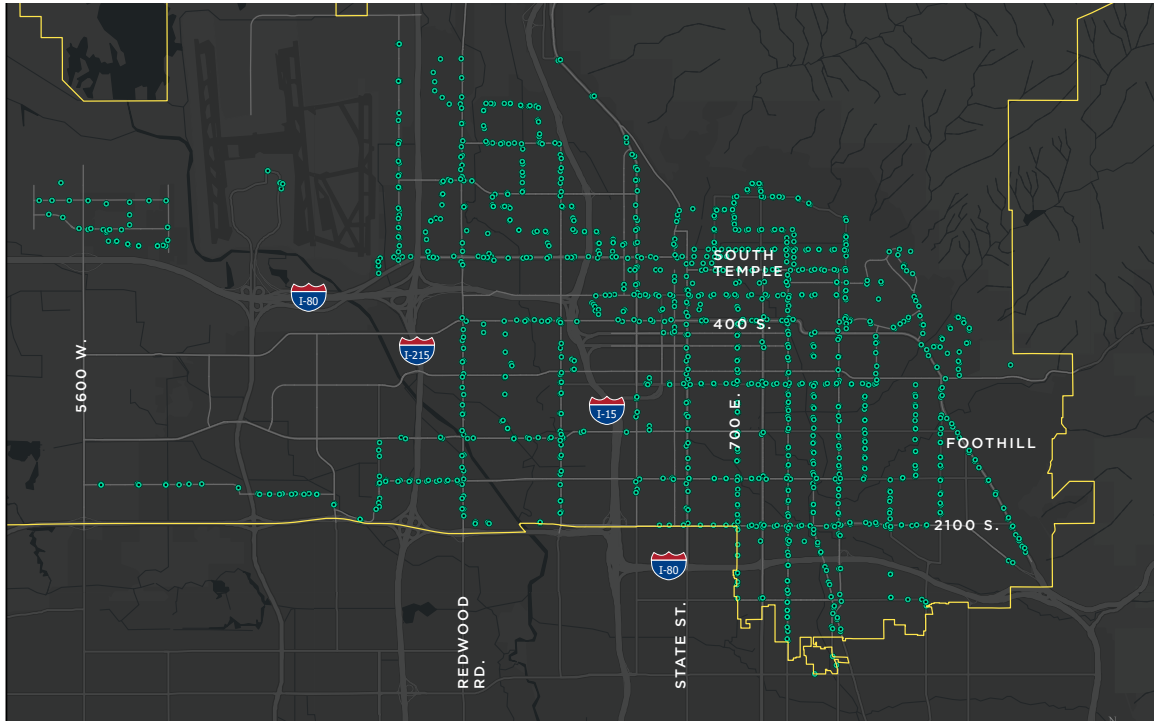 SOUTH
TEMPLE
I-80
400 S.
I-215
5600 W.
I-15
700 E.
FOOTHILL
2100 S.
I-80
REDWOOD
RD.
STATE ST.